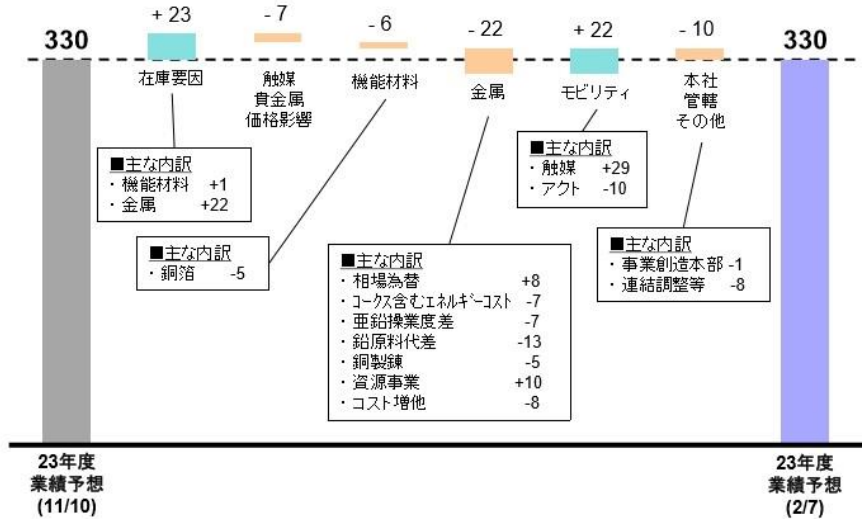 330
+ 23
- 7
- 6
- 22
+ 22
- 10
330
在庫要因
触媒
貴金属
価格影響
機能材料
金属
モビリティ
本社
管轄
その他
■主な内訳
・機能材料 +1
・金属 +22
■主な内訳
・銅箔 -5
■主な内訳
・相場為替 +8
・コークス含むエネルギーコスト -7
・亜鉛操業度差 -7
・鉛原料代差 -13
・銅製錬 -5
・資源事業 +10
・コスト増他 -8
■主な内訳
・触媒 +29
・アクト -10
■主な内訳
・事業創造本部 -1
・連結調整等 -8
23年度
業績予想
(11/10)
23年度
業績予想
(2/7)